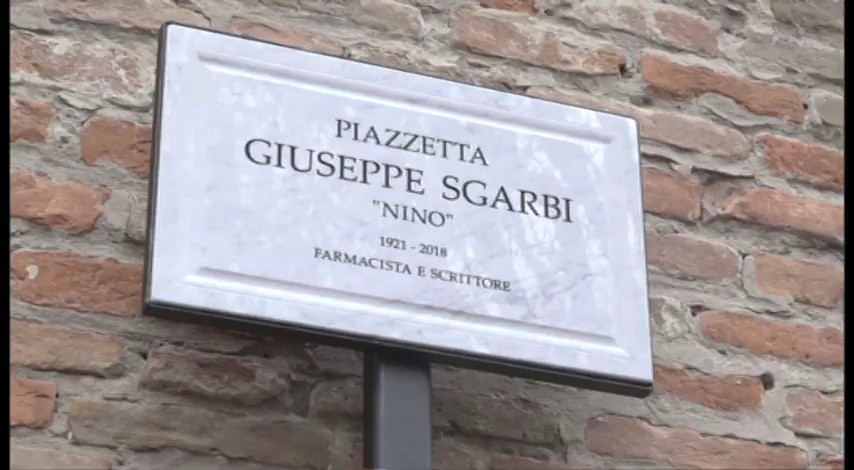 PIAZZETTA
GIUSEPPE SGARBI
"NINO"
1921 - 2018
FARMACISTA E SCRITTORE